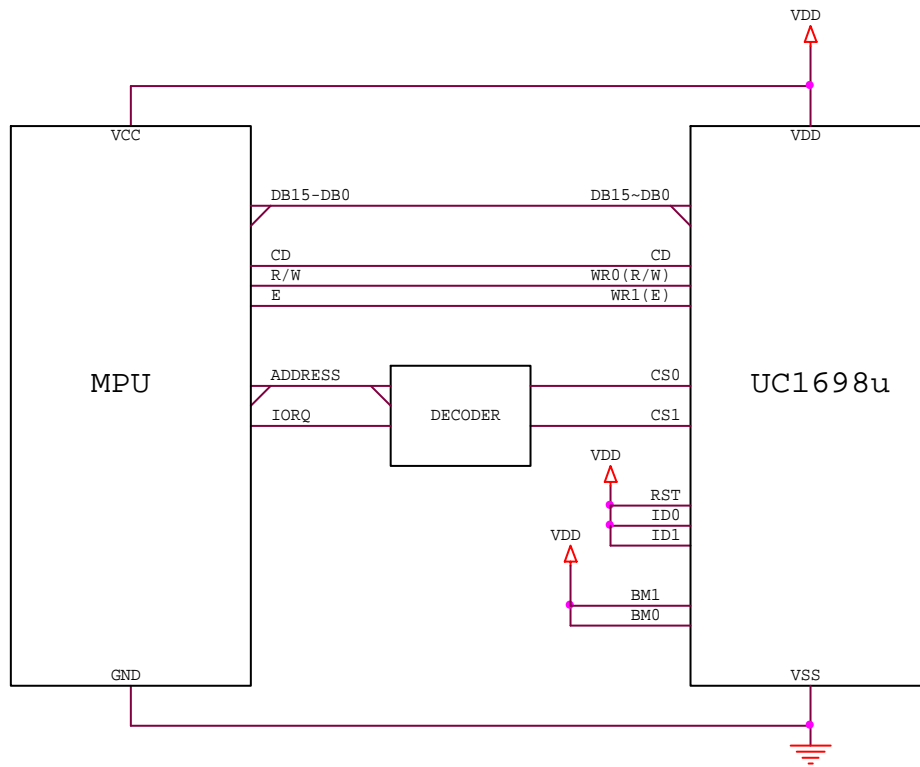 VDD
VCC
VDD
DB15-DB0
DB15~DB0
CD
CD
R/W
WR0(R/W)
E
WR1(E)
MPU
ADDRESS
IORQ
DECODER
CS0
CS1
UC1698u
VDD
RST
ID0
ID1
VDD
BM1
BM0
GND
VSS